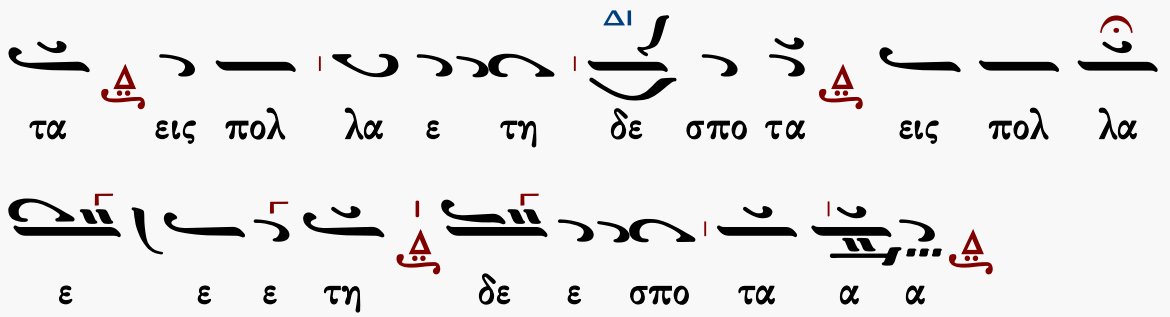 τα εις πολ λα ε τη δε σπο τα εις πολ λα
ε ε ε τη δε ε σπο τα α α